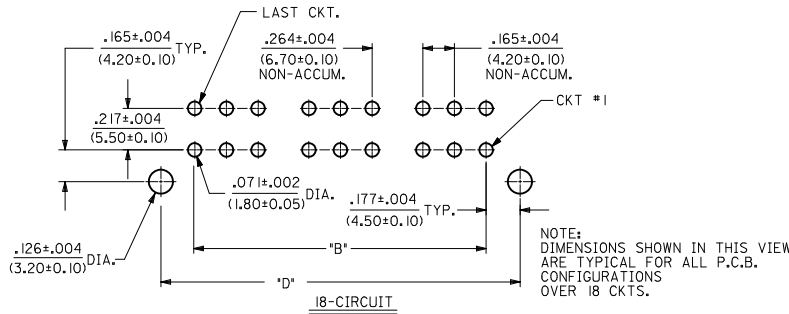 LAST CKT.
.165±.004
(4.20±0.10)
TYP.
.264±.004
(6.70±0.10)
NON-ACCUM.
.165±.004
(4.20±0.10)
NON-ACCUM.
CKT #1
.217±.004
(5.50±0.10)
.071±.002
(1.80±0.05)
DIA.
.177±.004
(4.50±0.10)
TYP.
.126±.004
(3.20±0.10)
DIA.
"B"
"D"
18-CIRCUIT
NOTE:
DIMENSIONS SHOWN IN THIS VIEW
ARE TYPICAL FOR ALL P.C.B.
CONFIGURATIONS
OVER 18 CKTS.